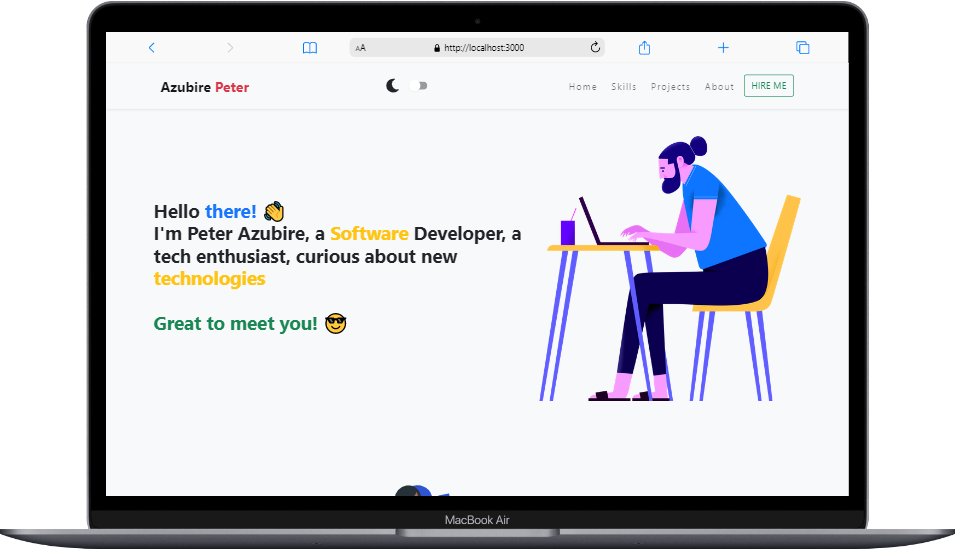 AA http://localhost:3000
Azubire Peter
Home Skills Projects About HIRE ME
Hello there! 👋
I'm Peter Azubire, a Software Developer, a
tech enthusiast, curious about new
technologies
Great to meet you! 😎
MacBook Air